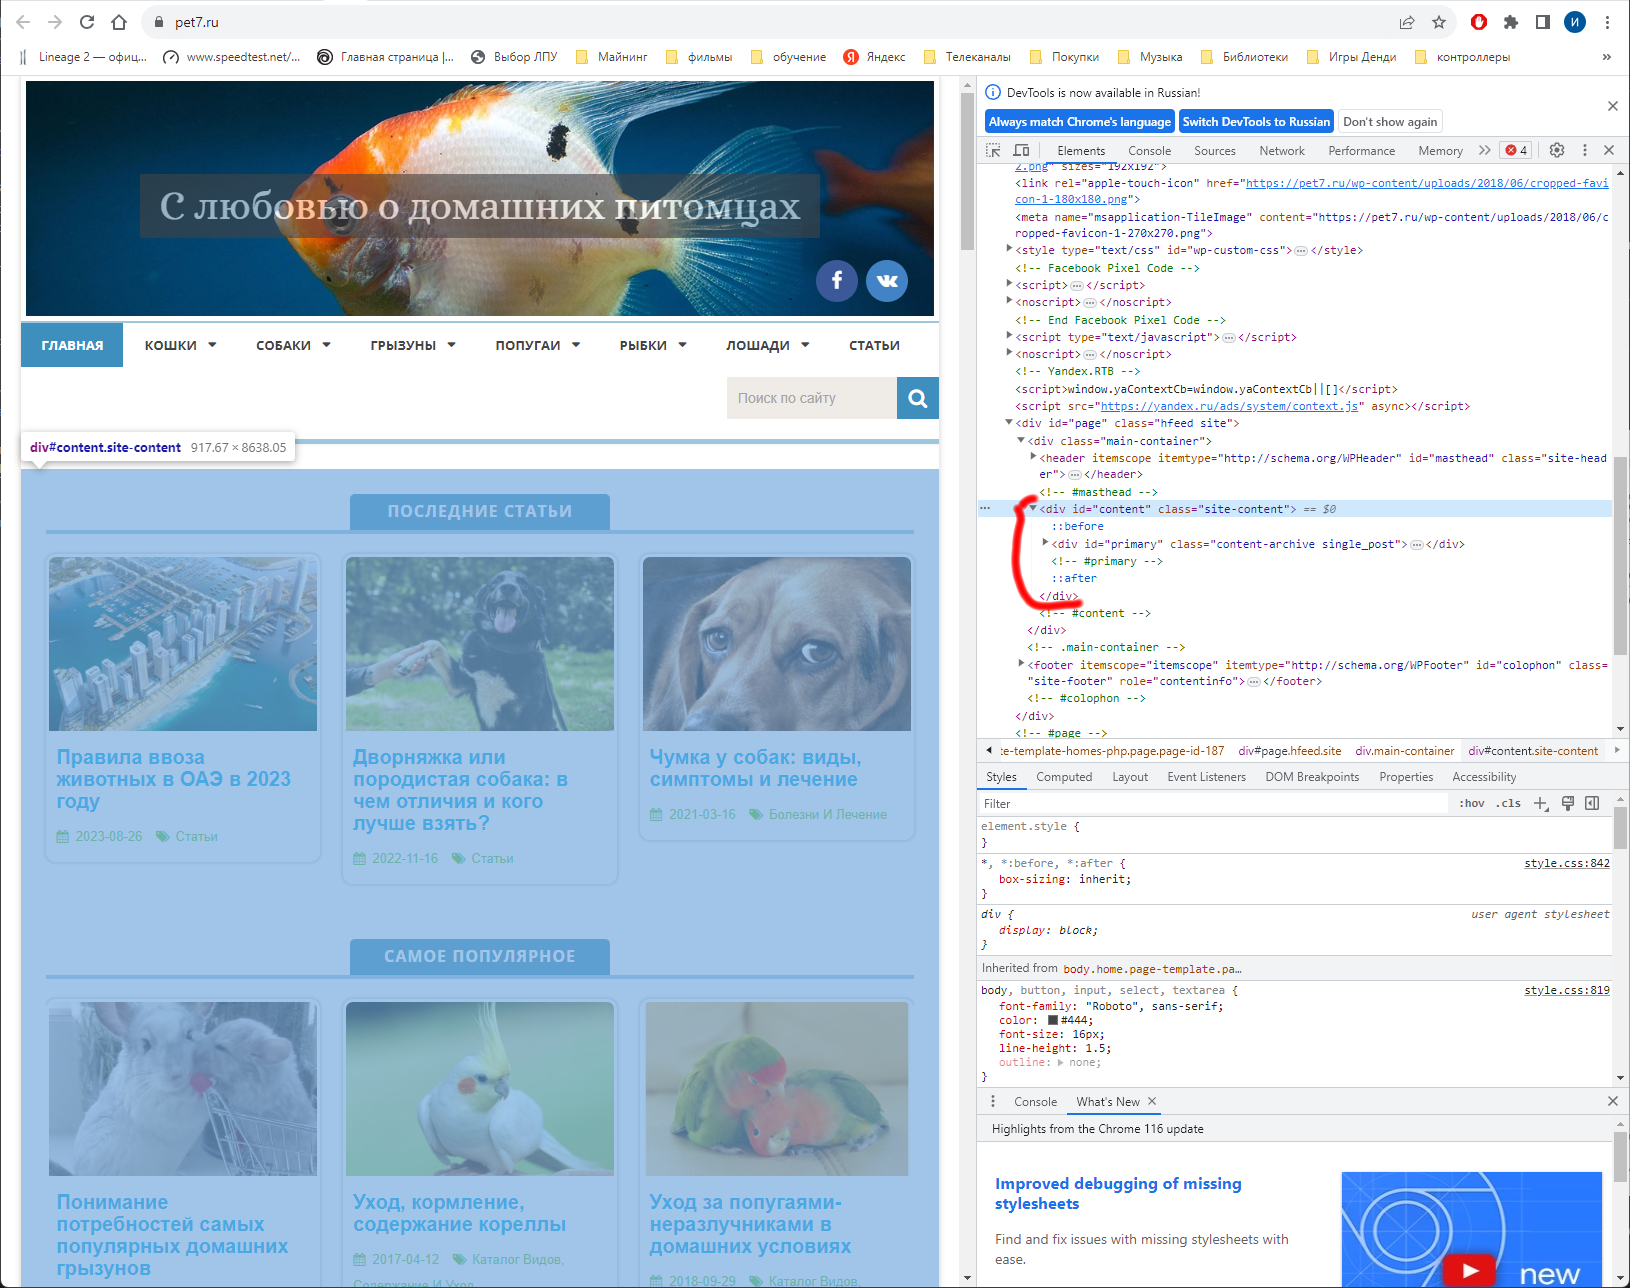 pet7.ru
И
Lineage 2 — офиц...
www.speedtest.net/...
Главная страница |...
Выбор ЛПУ
Майнинг
фильмы
обучение
Я
Яндекс
Телеканалы
Покупки
Музыка
Библиотеки
Игры Денди
контроллеры
»
С любовью о домашних питомцах
ГЛАВНАЯ
КОШКИ
СОБАКИ
ГРЫЗУНЫ
ПОПУГАИ
РЫБКИ
ЛОШАДИ
СТАТЬИ
Поиск по сайту
div#content.site-content 917.67 × 8638.05
ПОСЛЕДНИЕ СТАТЬИ
Правила ввоза
животных в ОАЭ в 2023
году
2023-08-26 Статьи
Дворняжка или
породистая собака: в
чем отличия и кого
лучше взять?
2022-11-16 Статьи
Чумка у собак: виды,
симптомы и лечение
2021-03-16 Болезни И Лечение
САМОЕ ПОПУЛЯРНОЕ
Понимание
потребностей самых
популярных домашних
грызунов
Уход, кормление,
содержание кореллы
2017-04-12 Каталог Видов,
Содержание И Уход
Уход за попугаями-
неразлучниками в
домашних условиях
2018-09-29 Каталог Видов,
DevTools is now available in Russian!
Always match Chrome's language
Switch DevTools to Russian
Don't show again
Elements
Console
Sources
Network
Performance
Memory
4
2.png" sizes="192x192">
<link rel="apple-touch-icon" href="https://pet7.ru/wp-content/uploads/2018/06/cropped-favi
con-1-180x180.png">
<meta name="msapplication-TileImage" content="https://pet7.ru/wp-content/uploads/2018/06/c
ropped-favicon-1-270x270.png">
<style type="text/css" id="wp-custom-css">…</style>
<!-- Facebook Pixel Code -->
<script>…</script>
<noscript>…</noscript>
<!-- End Facebook Pixel Code -->
<script type="text/javascript">…</script>
<noscript>…</noscript>
<!-- Yandex.RTB -->
<script>window.yaContextCb=window.yaContextCb||[]</script>
<script src="https://yandex.ru/ads/system/context.js" async></script>
<div id="page" class="hfeed site">
<div class="main-container">
<header itemscope itemtype="http://schema.org/WPHeader" id="masthead" class="site-head
er">…</header>
<!-- #masthead -->
<div id="content" class="site-content"> == $0
::before
<div id="primary" class="content-archive single_post">…</div>
<!-- #primary -->
::after
</div>
<!-- #content -->
</div>
<!-- .main-container -->
<footer itemscope="itemscope" itemtype="http://schema.org/WPFooter" id="colophon" class=
"site-footer" role="contentinfo">…</footer>
<!-- #colophon -->
</div>
<!-- #page -->
te-template-homes-php.page.page-id-187
div#page.hfeed.site
div.main-container
div#content.site-content
Styles
Computed
Layout
Event Listeners
DOM Breakpoints
Properties
Accessibility
Filter
:hov
.cls
element.style {
}
*, *:before, *:after {
style.css:842
box-sizing: inherit;
}
div {
user agent stylesheet
display: block;
}
Inherited from body.home.page-template.pa…
body, button, input, select, textarea {
style.css:819
font-family: "Roboto", sans-serif;
color: #444;
font-size: 16px;
line-height: 1.5;
outline: none;
}
Console
What's New
Highlights from the Chrome 116 update
Improved debugging of missing
stylesheets
Find and fix issues with missing stylesheets with
ease.
new